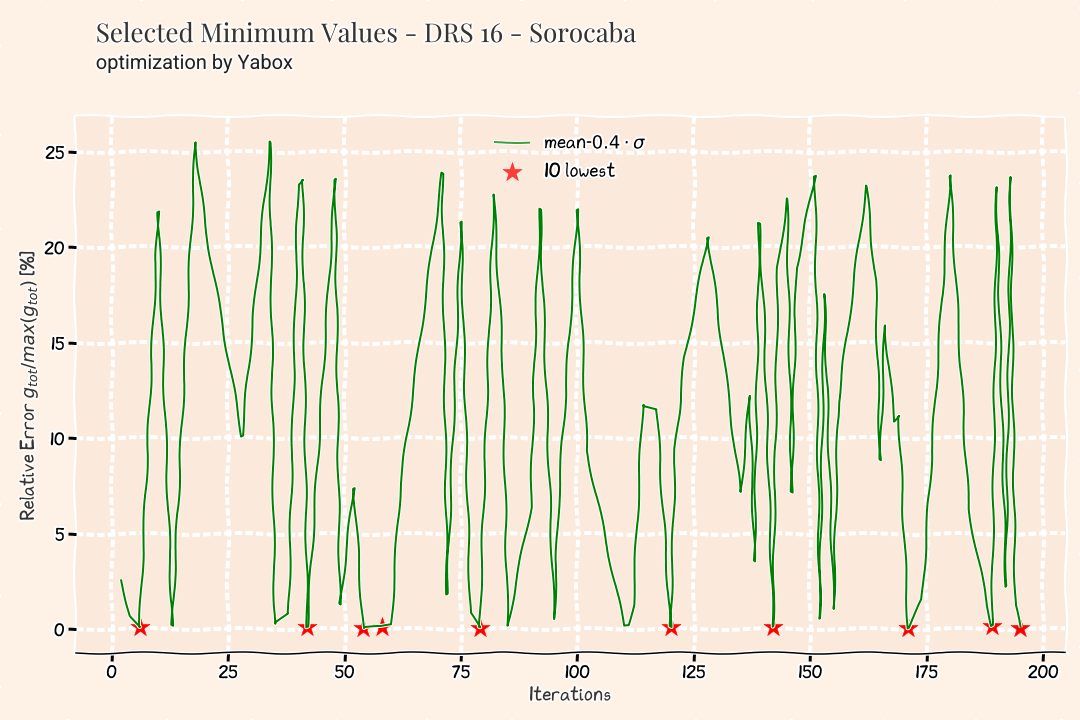 Selected Minimum Values - DRS 16 - Sorocaba
optimization by Yabox
mean-0.4 · σ
10 lowest
Relative Error g_tot/max(g_tot) [%]
25
20
15
10
5
0
0 25 50 75 100 125 150 175 200
Iterations